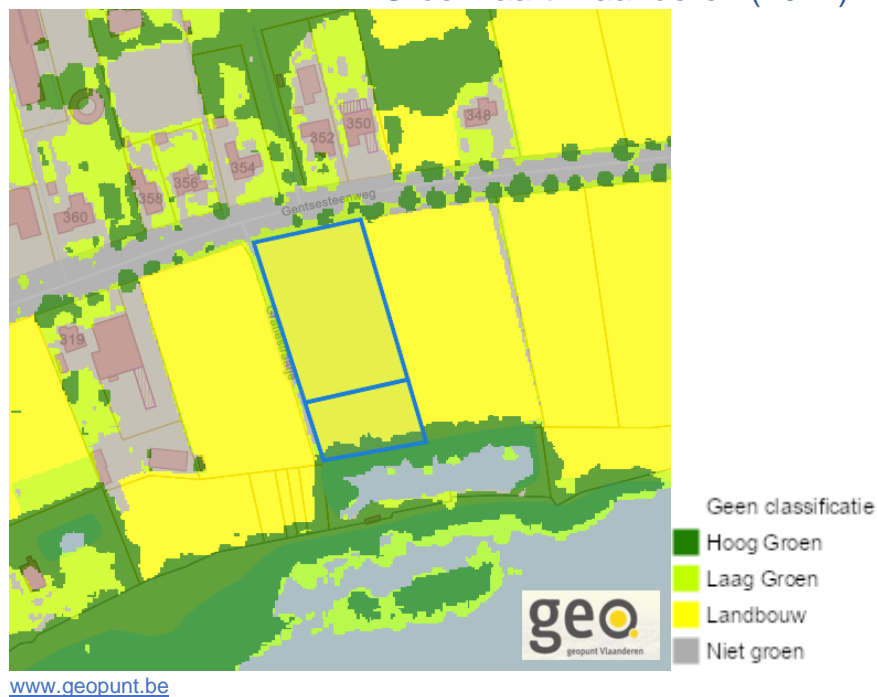 352
350
348
354
356
358
360
Gentsesteenweg
319
Geen classificatie
Hoog Groen
Laag Groen
Landbouw
Niet groen
geo.
geopunt Vlaanderen
www.geopunt.be